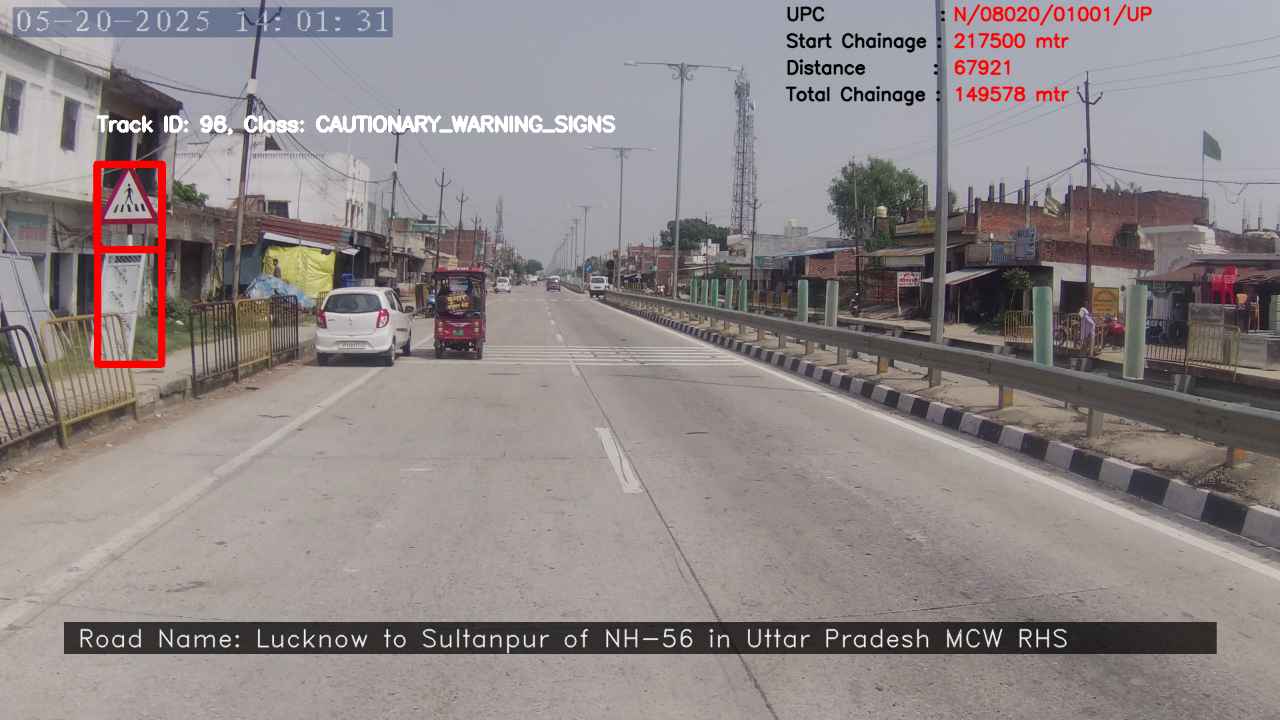 05-20-2025 14:01:31
UPC : N/08020/01001/UP
Start Chainage : 217500 mtr
Distance : 67921
Total Chainage : 149578 mtr
Track ID: 98, Class: CAUTIONARY_WARNING_SIGNS
Road Name: Lucknow to Sultanpur of NH-56 in Uttar Pradesh MCW RHS